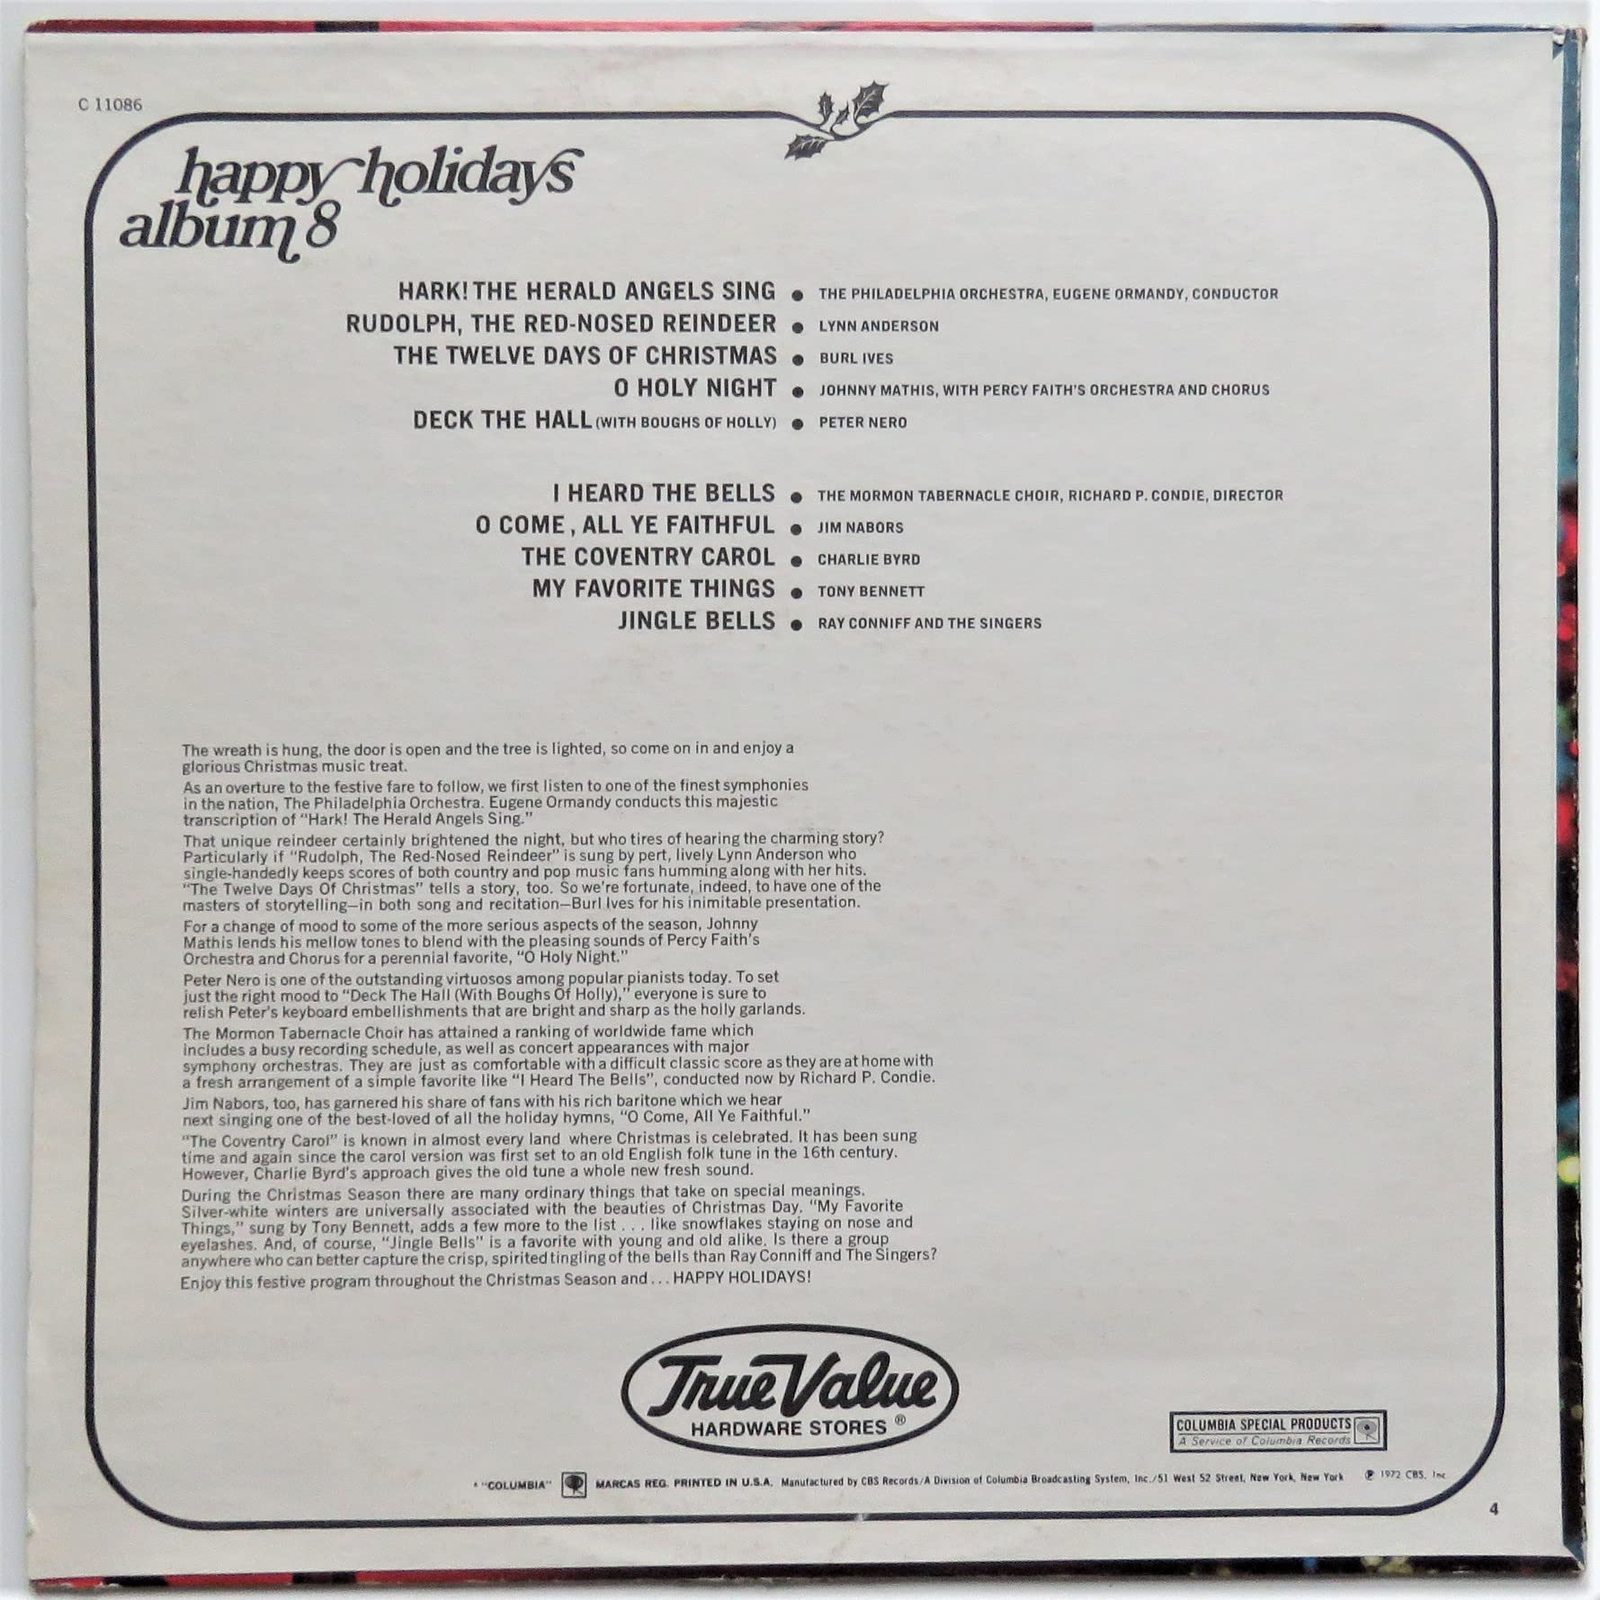 C 11086
happy holidays
album 8
HARK! THE HERALD ANGELS SING • THE PHILADELPHIA ORCHESTRA, EUGENE ORMANDY, CONDUCTOR
RUDOLPH, THE RED-NOSED REINDEER • LYNN ANDERSON
THE TWELVE DAYS OF CHRISTMAS • BURL IVES
O HOLY NIGHT • JOHNNY MATHIS, WITH PERCY FAITH'S ORCHESTRA AND CHORUS
DECK THE HALL (WITH BOUGHS OF HOLLY) • PETER NERO
I HEARD THE BELLS • THE MORMON TABERNACLE CHOIR, RICHARD P. CONDIE, DIRECTOR
O COME, ALL YE FAITHFUL • JIM NABORS
THE COVENTRY CAROL • CHARLIE BYRD
MY FAVORITE THINGS • TONY BENNETT
JINGLE BELLS • RAY CONNIFF AND THE SINGERS
The wreath is hung, the door is open and the tree is lighted, so come on in and enjoy a
glorious Christmas music treat.
As an overture to the festive fare to follow, we first listen to one of the finest symphonies
in the nation, The Philadelphia Orchestra. Eugene Ormandy conducts this majestic
transcription of "Hark! The Herald Angels Sing."
That unique reindeer certainly brightened the night, but who tires of hearing the charming story?
Particularly if "Rudolph, The Red-Nosed Reindeer" is sung by pert, lively Lynn Anderson who
single-handedly keeps scores of both country and pop music fans humming along with her hits.
"The Twelve Days Of Christmas" tells a story, too. So we're fortunate, indeed, to have one of the
masters of storytelling—in both song and recitation—Burl Ives for his inimitable presentation.
For a change of mood to some of the more serious aspects of the season, Johnny
Mathis lends his mellow tones to blend with the pleasing sounds of Percy Faith's
Orchestra and Chorus for a perennial favorite, "O Holy Night."
Peter Nero is one of the outstanding virtuosos among popular pianists today. To set
just the right mood to "Deck The Hall (With Boughs Of Holly)," everyone is sure to
relish Peter's keyboard embellishments that are bright and sharp as the holly garlands.
The Mormon Tabernacle Choir has attained a ranking of worldwide fame which
includes a busy recording schedule, as well as concert appearances with major
symphony orchestras. They are just as comfortable with a difficult classic score as they are at home with
a fresh arrangement of a simple favorite like "I Heard The Bells", conducted now by Richard P. Condie.
Jim Nabors, too, has garnered his share of fans with his rich baritone which we hear
next singing one of the best-loved of all the holiday hymns, "O Come, All Ye Faithful."
"The Coventry Carol" is known in almost every land where Christmas is celebrated. It has been sung
time and again since the carol version was first set to an old English folk tune in the 16th century.
However, Charlie Byrd's approach gives the old tune a whole new fresh sound.
During the Christmas Season there are many ordinary things that take on special meanings.
Silver-white winters are universally associated with the beauties of Christmas Day. "My Favorite
Things," sung by Tony Bennett, adds a few more to the list . . . like snowflakes staying on nose and
eyelashes. And, of course, "Jingle Bells" is a favorite with young and old alike. Is there a group
anywhere who can better capture the crisp, spirited tingling of the bells than Ray Conniff and The Singers?
Enjoy this festive program throughout the Christmas Season and . . . HAPPY HOLIDAYS!
True Value
HARDWARE STORES ®
COLUMBIA SPECIAL PRODUCTS
A Service of Columbia Records
"COLUMBIA" MARCAS REG. PRINTED IN U.S.A. Manufactured by CBS Records/A Division of Columbia Broadcasting System, Inc./51 West 52 Street, New York, New York ℗ 1972 CBS, Inc
4